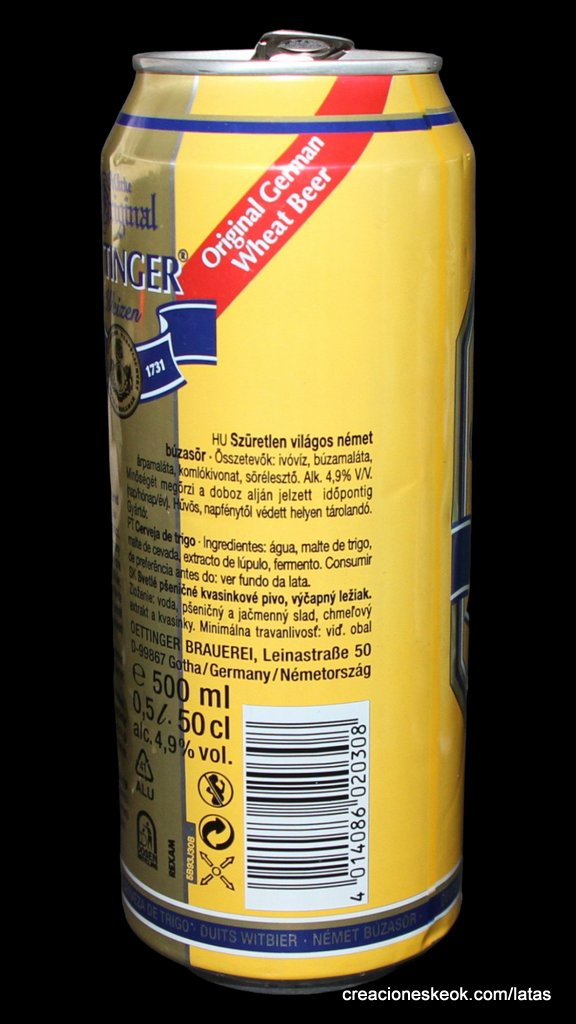 Original
TINGER®
Weizen
1731
Original German
Wheat Beer
HU Szűretlen világos német
búzasör · Összetevők: ivóvíz, búzamaláta,
árpamaláta, komlókivonat, sörélesztő. Alk. 4,9% V/V.
Minőségét megőrzi a doboz alján jelzett időpontig
(nap/hónap/év). Hűvös, napfénytől védett helyen tárolandó.
Gyártó:
PT Cerveja de trigo · Ingredientes: água, malte de trigo,
malte de cevada, extracto de lúpulo, fermento. Consumir
de preferência antes do: ver fundo da lata.
SK Svetlé pšeničné kvasinkové pivo, výčapný ležiak.
Zloženie: voda, pšeničný a jačmenný slad, chmeľový
extrakt a kvasinky. Minimálna trvanlivosť: viď. obal
OETTINGER BRAUEREI, Leinastraße 50
D-99867 Gotha/Germany/Németország
e 500 ml
0,5 l. 50 cl
alc. 4,9% vol.
41
ALU
REXAM
4 014086 020308
VEZA DE TRIGO · DUITS WITBIER · NÉMET BÚZASÖR ·
creacioneskeok.com/latas